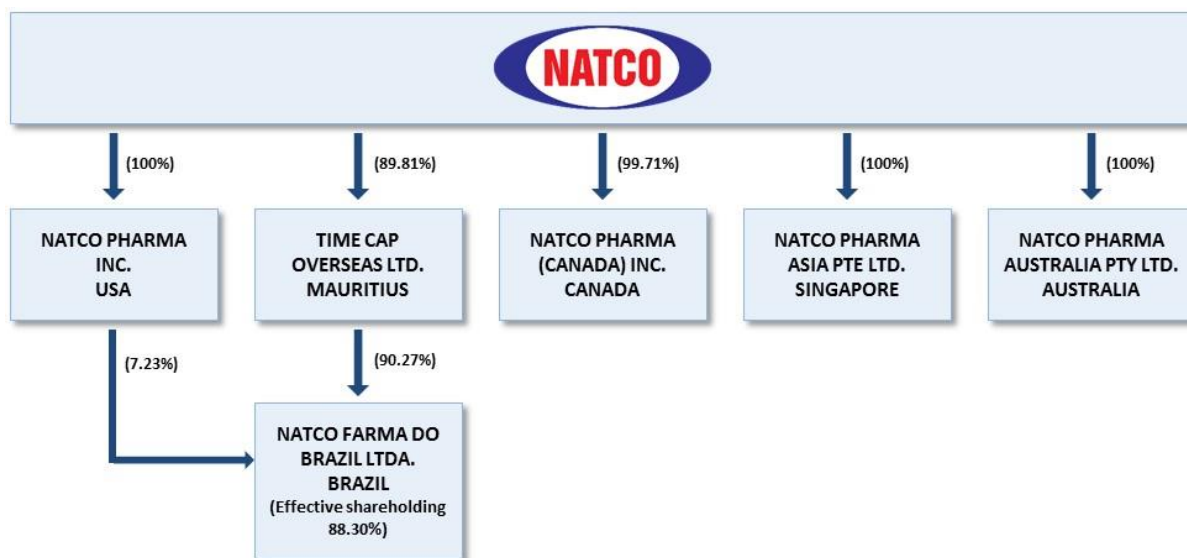 NATCO
(100%)
(89.81%)
(99.71%)
(100%)
(100%)
NATCO PHARMA
INC.
USA
TIME CAP
OVERSEAS LTD.
MAURITIUS
NATCO PHARMA
(CANADA) INC.
CANADA
NATCO PHARMA
ASIA PTE LTD.
SINGAPORE
NATCO PHARMA
AUSTRALIA PTY LTD.
AUSTRALIA
(7.23%)
(90.27%)
NATCO FARMA DO
BRAZIL LTDA.
BRAZIL
(Effective shareholding
88.30%)